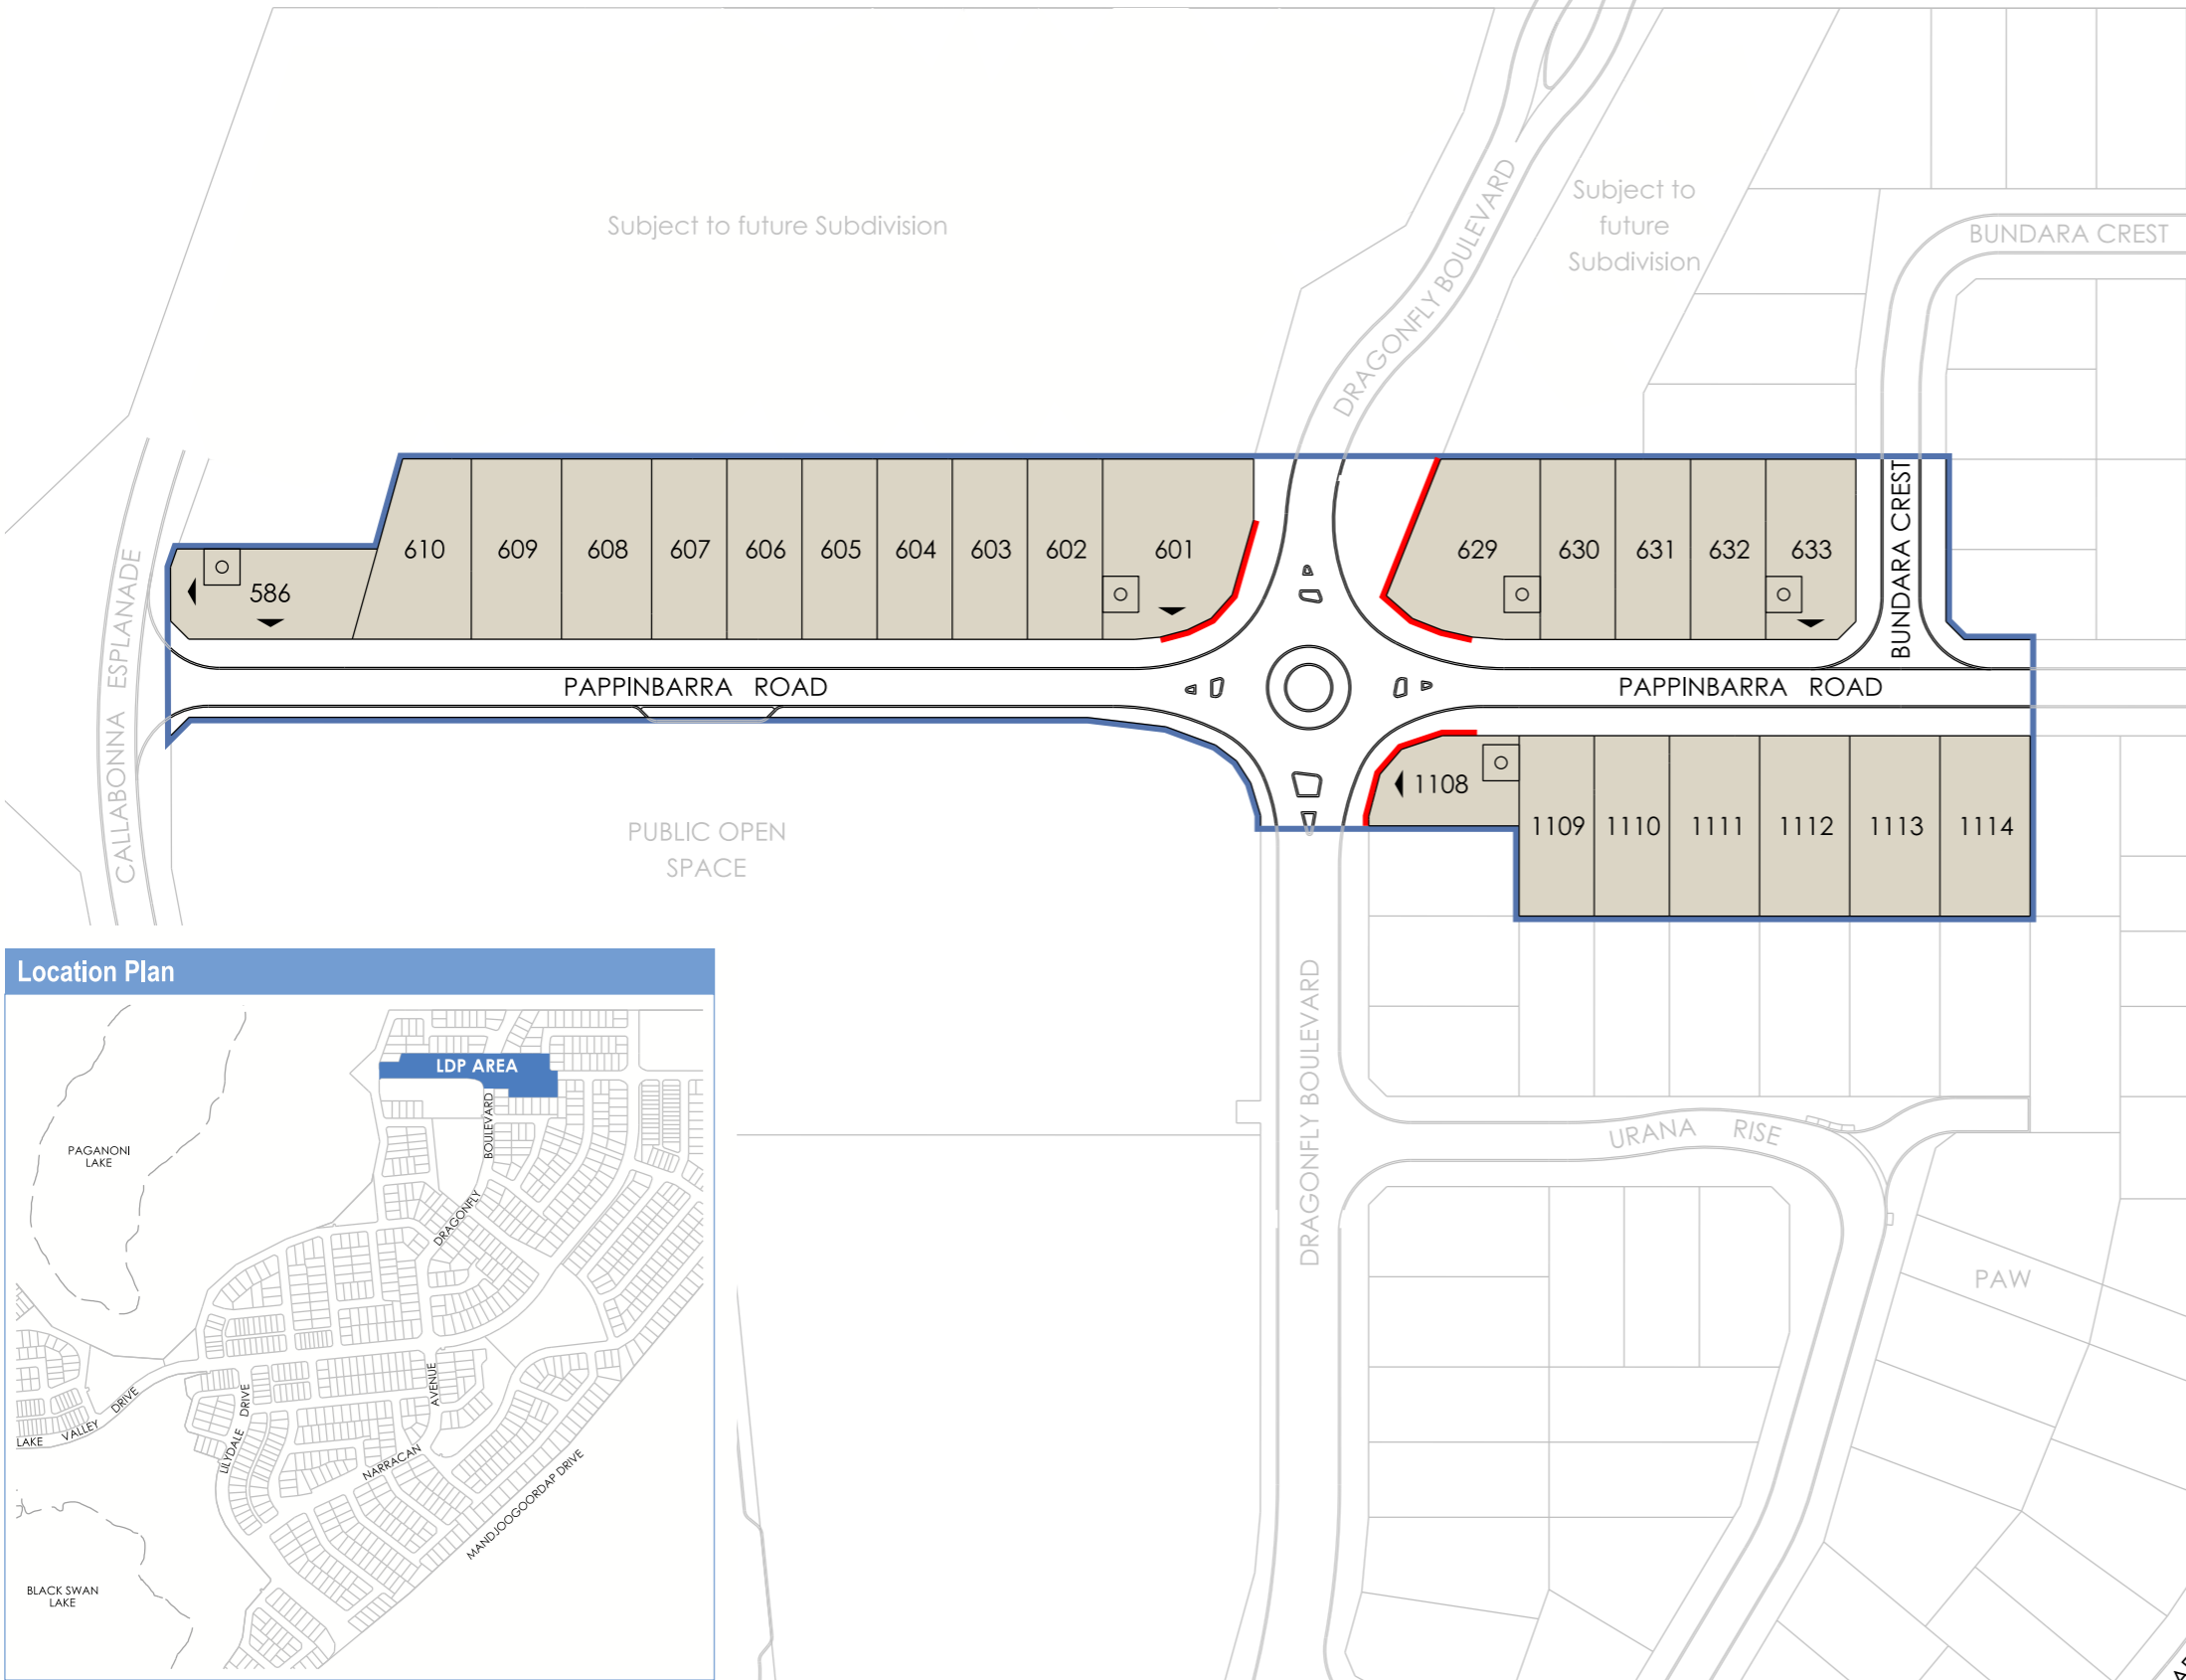 Subject to future Subdivision
Subject to
future
Subdivision
DRAGONFLY BOULEVARD
BUNDARA CREST
BUNDARA CREST
CALLABONNA ESPLANADE
586
610
609
608
607
606
605
604
603
602
601
629
630
631
632
633
PAPPINBARRA ROAD
PAPPINBARRA ROAD
1108
1109
1110
1111
1112
1113
1114
PUBLIC OPEN
SPACE
DRAGONFLY BOULEVARD
URANA RISE
PAW
Location Plan
LDP AREA
BOULEVARD
DRAGONFLY
PAGANONI
LAKE
AVENUE
LAKE VALLEY DRIVE
LILYDALE DRIVE
NARRACAN
MANDJOOGOORDAP DRIVE
BLACK SWAN
LAKE